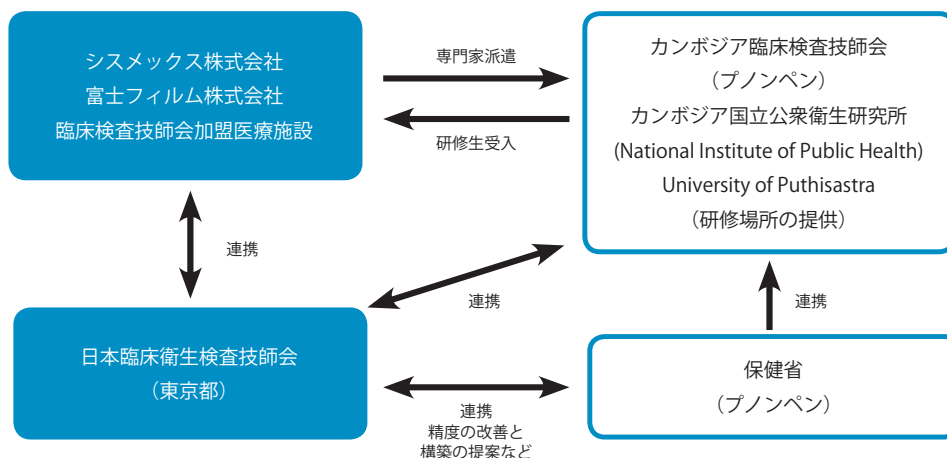 システメックス株式会社
富士フィルム株式会社
臨床検査技師会加盟医療施設
専門家派遣
研修生受入
カンボジア臨床検査技師会
（プノンペン）
カンボジア国立公衆衛生研究所
(National Institute of Public Health)
University of Puthisastra
（研修場所の提供）
連携
連携
連携
日本臨床衛生検査技師会
（東京都）
連携
精度の改善と
構築の提案など
保健省
（プノンペン）